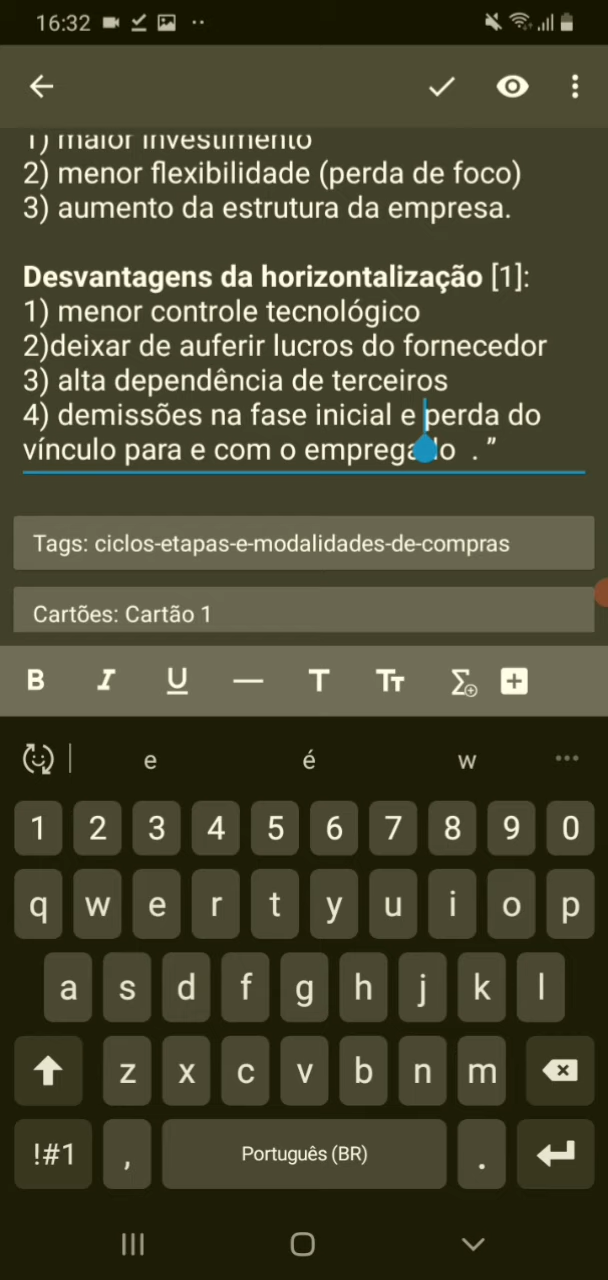 16:32
1) maior investimento
2) menor flexibilidade (perda de foco)
3) aumento da estrutura da empresa.
Desvantagens da horizontalização [1]:
1) menor controle tecnológico
2)deixar de auferir lucros do fornecedor
3) alta dependência de terceiros
4) demissões na fase inicial e perda do
vínculo para e com o empregado  . ”
Tags: ciclos-etapas-e-modalidades-de-compras
Cartões: Cartão 1
B I U — T TT Σ
e é w
1 2 3 4 5 6 7 8 9 0
q w e r t y u i o p
a s d f g h j k l
z x c v b n m
!#1 , Português (BR) .